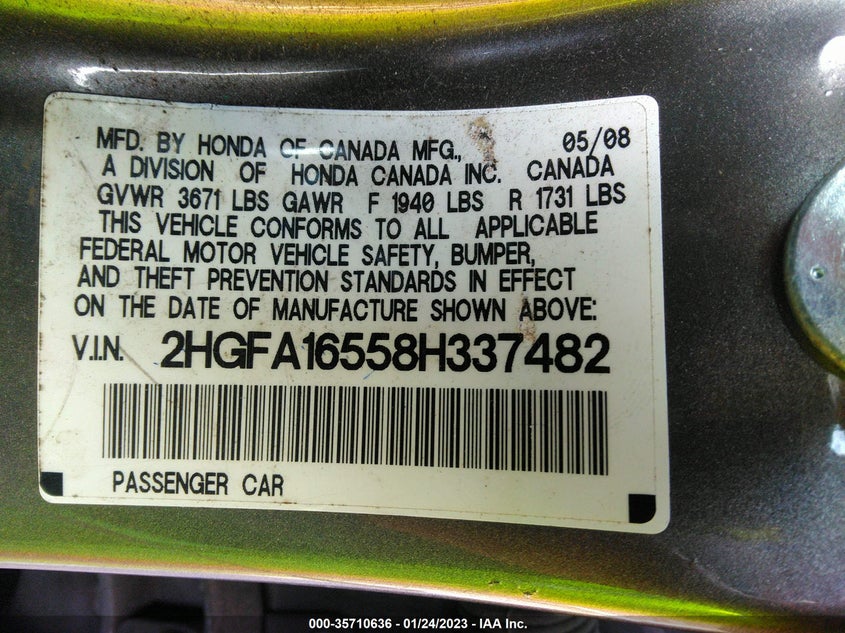 MFD. BY HONDA OF CANADA MFG., 05/08
A DIVISION OF HONDA CANADA INC. CANADA
GVWR 3671 LBS GAWR F 1940 LBS R 1731 LBS
THIS VEHICLE CONFORMS TO ALL APPLICABLE
FEDERAL MOTOR VEHICLE SAFETY, BUMPER,
AND THEFT PREVENTION STANDARDS IN EFFECT
ON THE DATE OF MANUFACTURE SHOWN ABOVE:
V.I.N. 2HGFA16558H337482
PASSENGER CAR
000-35710636 - 01/24/2023 - IAA Inc.